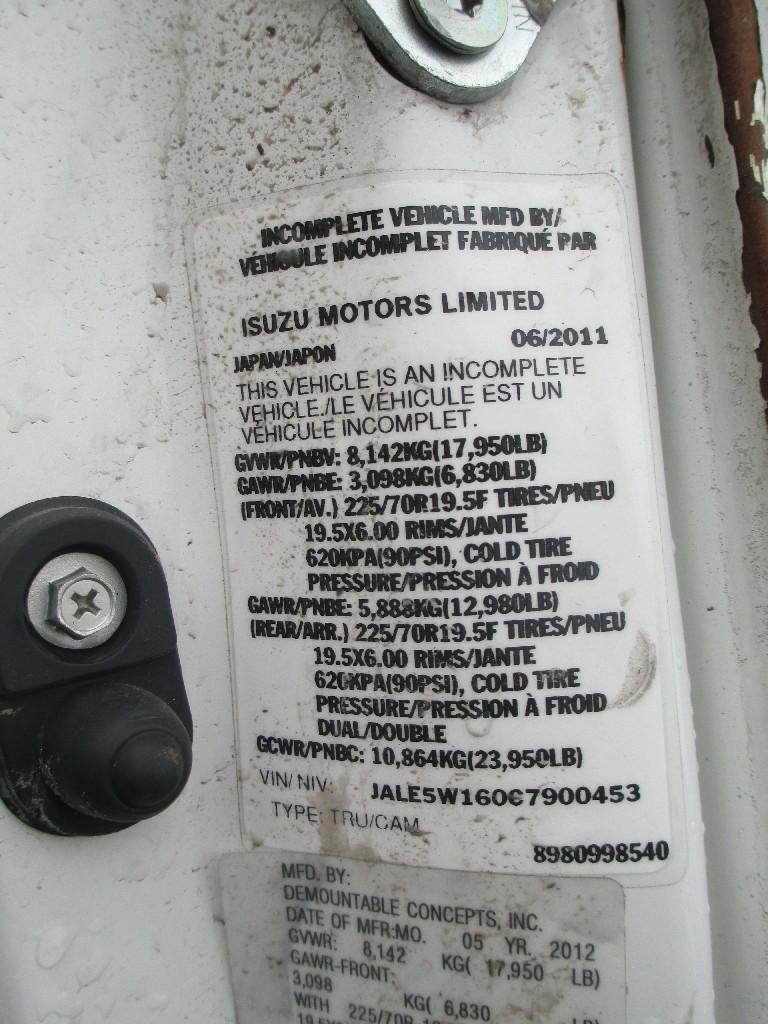 INCOMPLETE VEHICLE MFD BY/
VÉHICULE INCOMPLET FABRIQUÉ PAR
ISUZU MOTORS LIMITED
JAPAN/JAPON 06/2011
THIS VEHICLE IS AN INCOMPLETE
VEHICLE./LE VÉHICULE EST UN
VÉHICULE INCOMPLET.
GVWR/PNBV: 8,142KG(17,950LB)
GAWR/PNBE: 3,098KG(6,830LB)
(FRONT/AV.) 225/70R19.5F TIRES/PNEU
19.5X6.00 RIMS/JANTE
620KPA(90PSI), COLD TIRE
PRESSURE/PRESSION À FROID
GAWR/PNBE: 5,888KG(12,980LB)
(REAR/ARR.) 225/70R19.5F TIRES/PNEU
19.5X6.00 RIMS/JANTE
620KPA(90PSI), COLD TIRE
PRESSURE/PRESSION À FROID
DUAL/DOUBLE
GCWR/PNBC: 10,864KG(23,950LB)
VIN/NIV: JALE5W160C7900453
TYPE: TRU/CAM
8980998540
MFD. BY:
DEMOUNTABLE CONCEPTS, INC.
DATE OF MFR:MO. 05 YR. 2012
GVWR: 8,142 KG( 17,950 LB)
GAWR-FRONT:
3,098 KG( 6,830 LB)
WITH 225/70R